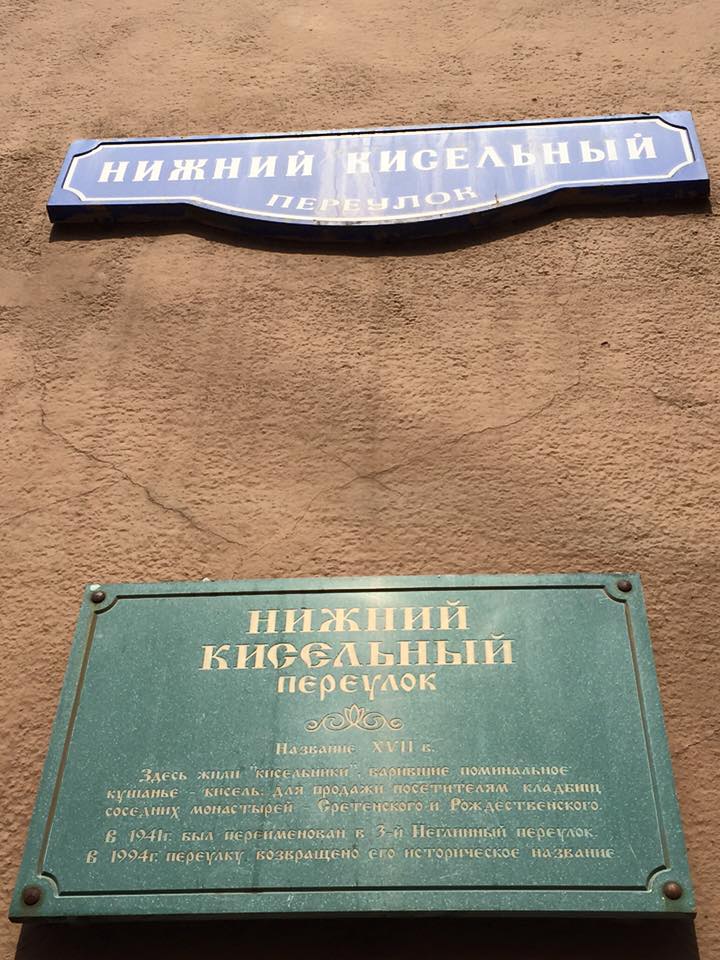 НИЖНИЙ КИСЕЛЬНЫЙ
ПЕРЕУЛОК
НИЖНИЙ
КИСЕЛЬНЫЙ
ПЕРЕУЛОК
Название XVII в.
Здесь жили "кисельники", варившие поминальное
кушанье - кисель: для продажи посетителям кладбищ
соседних монастырей - Сретенского и Рождественского.
В 1941г. был переименован в 3-й Неглинный переулок.
В 1994г. переулку возвращено его историческое название